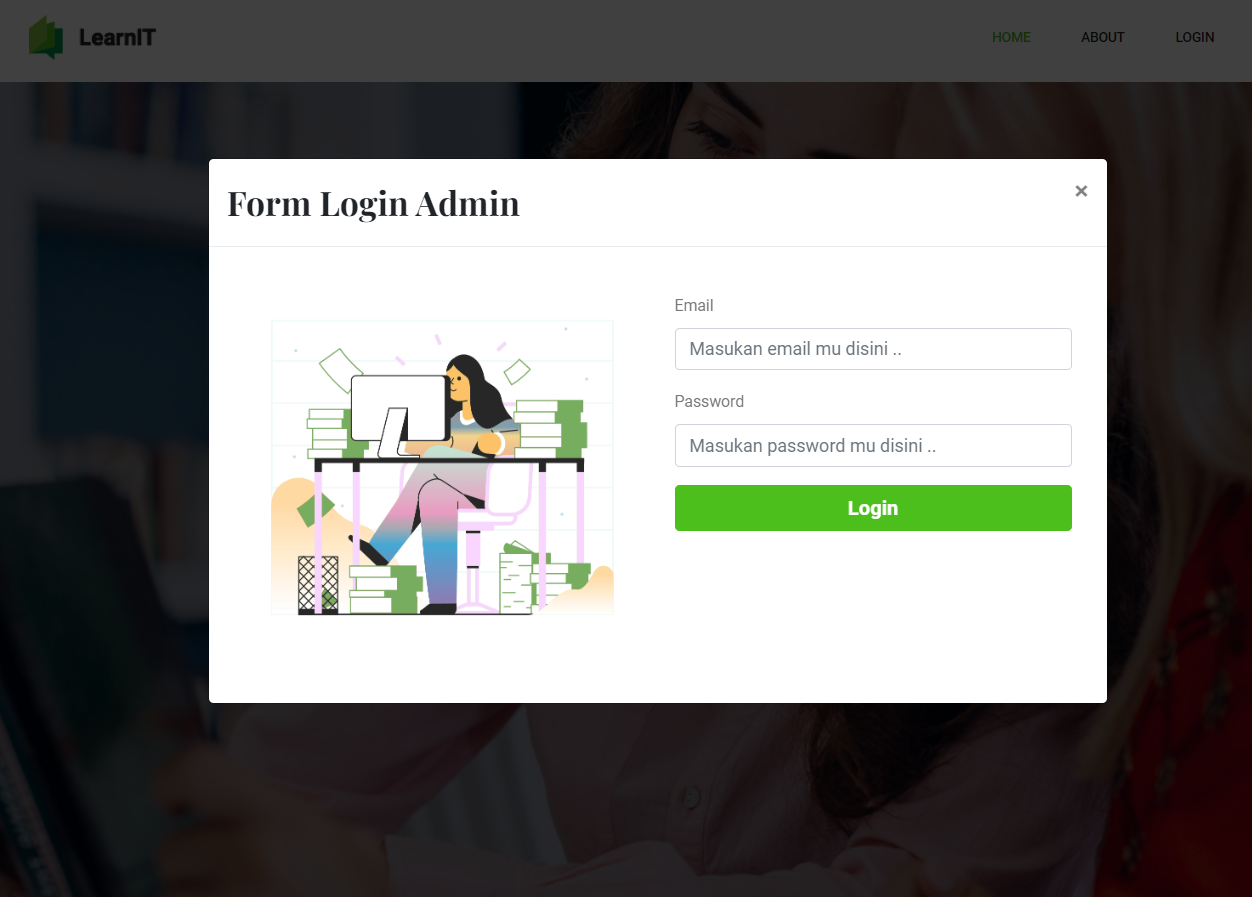 LearnIT
HOME
ABOUT
LOGIN
Form Login Admin
×
Email
Masukan email mu disini ..
Password
Masukan password mu disini ..
Login